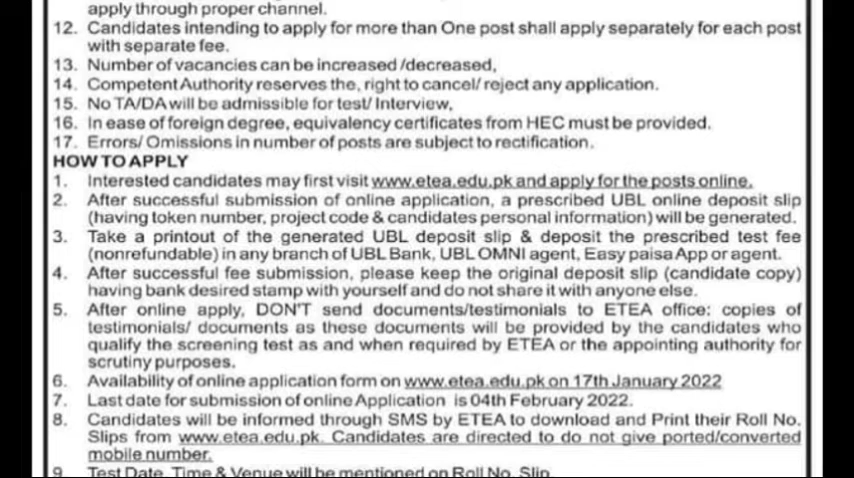 apply through proper channel.
12. Candidates intending to apply for more than One post shall apply separately for each post
with separate fee.
13. Number of vacancies can be increased /decreased,
14. Competent Authority reserves the, right to cancel/ reject any application.
15. No TA/DA will be admissible for test/ Interview,
16. In ease of foreign degree, equivalency certificates from HEC must be provided.
17. Errors/ Omissions in number of posts are subject to rectification.
HOW TO APPLY
1. Interested candidates may first visit www.etea.edu.pk and apply for the posts online.
2. After successful submission of online application, a prescribed UBL online deposit slip
(having token number, project code & candidates personal information) will be generated.
3. Take a printout of the generated UBL deposit slip & deposit the prescribed test fee
(nonrefundable) in any branch of UBL Bank, UBL OMNI agent, Easy paisa App or agent.
4. After successful fee submission, please keep the original deposit slip (candidate copy)
having bank desired stamp with yourself and do not share it with anyone else.
5. After online apply, DON'T send documents/testimonials to ETEA office: copies of
testimonials/ documents as these documents will be provided by the candidates who
qualify the screening test as and when required by ETEA or the appointing authority for
scrutiny purposes.
6. Availability of online application form on www.etea.edu.pk on 17th January 2022
7. Last date for submission of online Application is 04th February 2022.
8. Candidates will be informed through SMS by ETEA to download and Print their Roll No.
Slips from www.etea.edu.pk. Candidates are directed to do not give ported/converted
mobile number.
9. Test Date, Time & Venue will be mentioned on Roll No. Slip